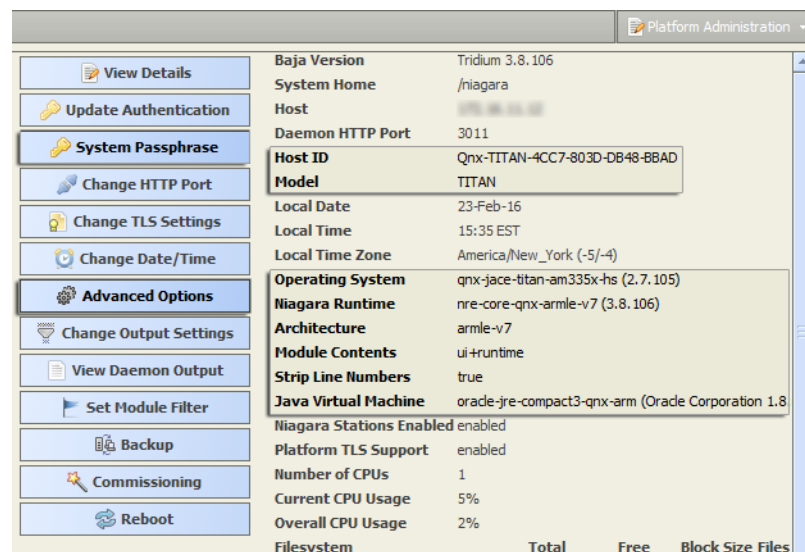 Platform Administration
View Details
Update Authentication
System Passphrase
Change HTTP Port
Change TLS Settings
Change Date/Time
Advanced Options
Change Output Settings
View Daemon Output
Set Module Filter
Backup
Commissioning
Reboot
Baja Version Tridium 3.8.106
System Home /niagara
Host
Daemon HTTP Port 3011
Host ID Qnx-TITAN-4CC7-803D-DB48-BBAD
Model TITAN
Local Date 23-Feb-16
Local Time 15:35 EST
Local Time Zone America/New_York (-5/-4)
Operating System qnx-jace-titan-am335x-hs (2.7.105)
Niagara Runtime nre-core-qnx-armle-v7 (3.8.106)
Architecture armle-v7
Module Contents ui+runtime
Strip Line Numbers true
Java Virtual Machine oracle-jre-compact3-qnx-arm (Oracle Corporation 1.8
Niagara Stations Enabled enabled
Platform TLS Support enabled
Number of CPUs 1
Current CPU Usage 5%
Overall CPU Usage 2%
Filesystem Total Free Block Size Files